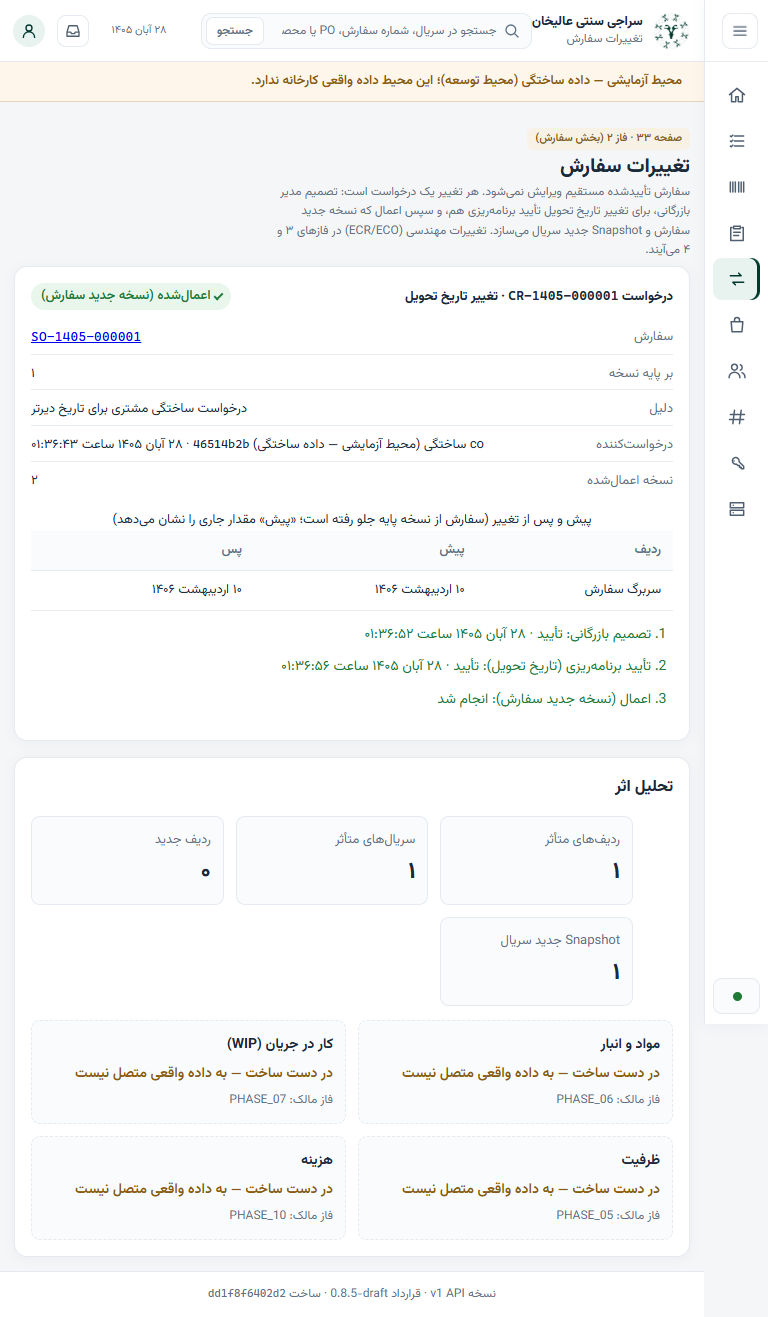 سراجی سنتی عالیخان
تغییرات سفارش
جستجو در سریال، شماره سفارش، PO یا محص
جستجو
۲۸ آبان ۱۴۰۵
محیط آزمایشی — داده ساختگی (محیط توسعه)؛ این محیط داده واقعی کارخانه ندارد.
صفحه ۳۳ · فاز ۲ (بخش سفارش)
تغییرات سفارش
سفارش تأییدشده مستقیم ویرایش نمی‌شود. هر تغییر یک درخواست است: تصمیم مدیر
بازرگانی، برای تغییر تاریخ تحویل تأیید برنامه‌ریزی هم، و سپس اعمال که نسخه جدید
سفارش و Snapshot جدید سریال می‌سازد. تغییرات مهندسی (ECR/ECO) در فازهای ۳ و
۴ می‌آیند.
درخواست CR-1405-000001 · تغییر تاریخ تحویل
✔ اعمال‌شده (نسخه جدید سفارش)
سفارش SO-1405-000001
بر پایه نسخه ۱
دلیل درخواست ساختگی مشتری برای تاریخ دیرتر
درخواست‌کننده co ساختگی (محیط آزمایشی — داده ساختگی) 46514b2b · ۲۸ آبان ۱۴۰۵ ساعت ۰۱:۳۶:۴۳
نسخه اعمال‌شده ۲
پیش و پس از تغییر (سفارش از نسخه پایه جلو رفته است؛ «پیش» مقدار جاری را نشان می‌دهد)
ردیف پیش پس
سربرگ سفارش ۱۰ اردیبهشت ۱۴۰۶ ۱۰ اردیبهشت ۱۴۰۶
1. تصمیم بازرگانی: تأیید · ۲۸ آبان ۱۴۰۵ ساعت ۰۱:۳۶:۵۲
2. تأیید برنامه‌ریزی (تاریخ تحویل): تأیید · ۲۸ آبان ۱۴۰۵ ساعت ۰۱:۳۶:۵۶
3. اعمال (نسخه جدید سفارش): انجام شد
تحلیل اثر
ردیف‌های متأثر
۱
سریال‌های متأثر
۱
ردیف جدید
۰
Snapshot جدید سریال
۱
مواد و انبار
در دست ساخت — به داده واقعی متصل نیست
فاز مالک: PHASE_06
کار در جریان (WIP)
در دست ساخت — به داده واقعی متصل نیست
فاز مالک: PHASE_07
ظرفیت
در دست ساخت — به داده واقعی متصل نیست
فاز مالک: PHASE_05
هزینه
در دست ساخت — به داده واقعی متصل نیست
فاز مالک: PHASE_10
نسخه v1 API · قرارداد 0.8.5-draft · ساخت dd1f8f6402d2